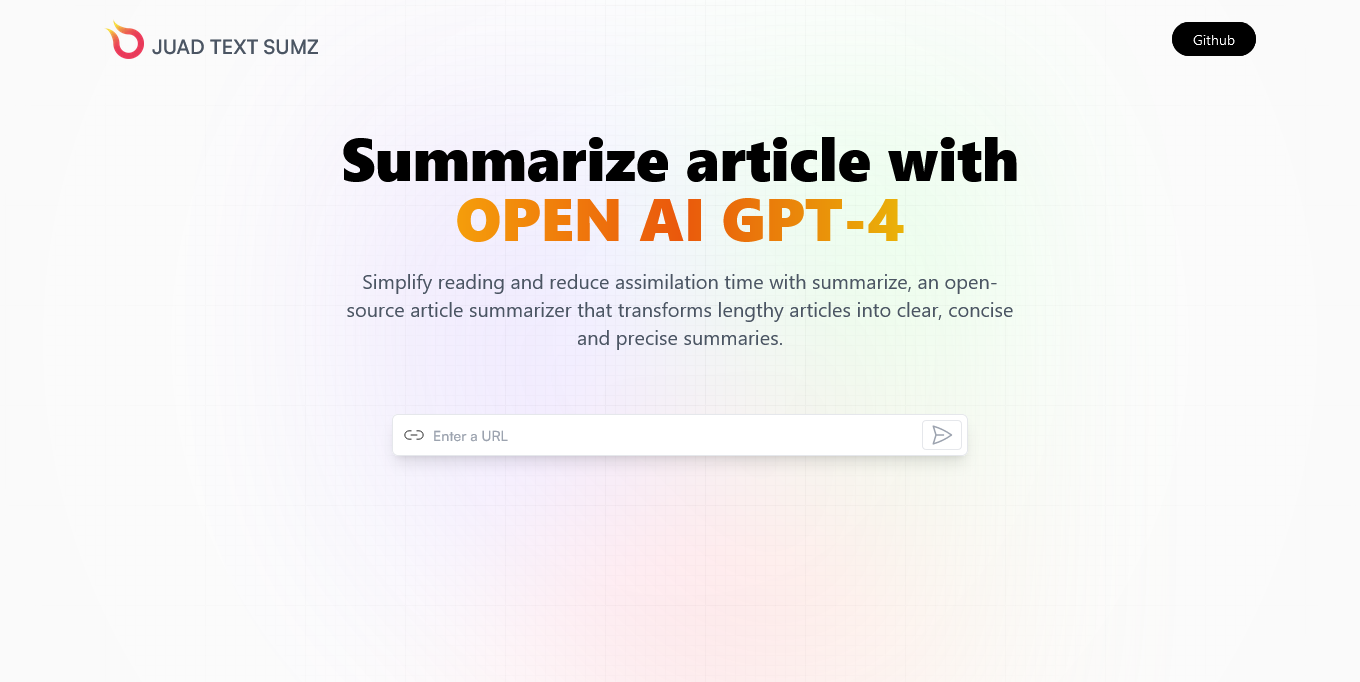 JUAD TEXT SUMZ
Github
Summarize article with
OPEN AI GPT-4
Simplify reading and reduce assimilation time with summarize, an open-
source article summarizer that transforms lengthy articles into clear, concise
and precise summaries.
Enter a URL